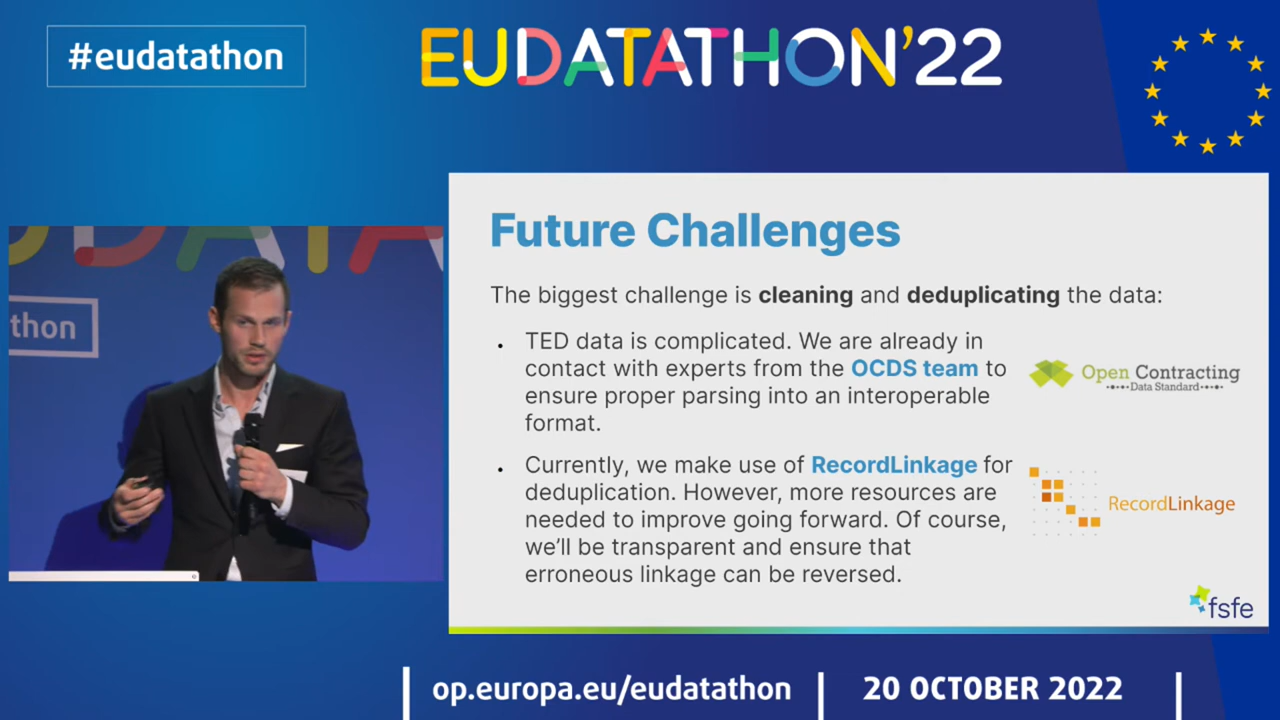 #eudatathon
EUDATATHON'22
Future Challenges
The biggest challenge is cleaning and deduplicating the data:
• TED data is complicated. We are already in
contact with experts from the OCDS team to
ensure proper parsing into an interoperable
format.
Open Contracting
Data Standard
• Currently, we make use of RecordLinkage for
deduplication. However, more resources are
needed to improve going forward. Of course,
we'll be transparent and ensure that
erroneous linkage can be reversed.
RecordLinkage
fsfe
UDATA
thon
op.europa.eu/eudatathon
20 OCTOBER 2022